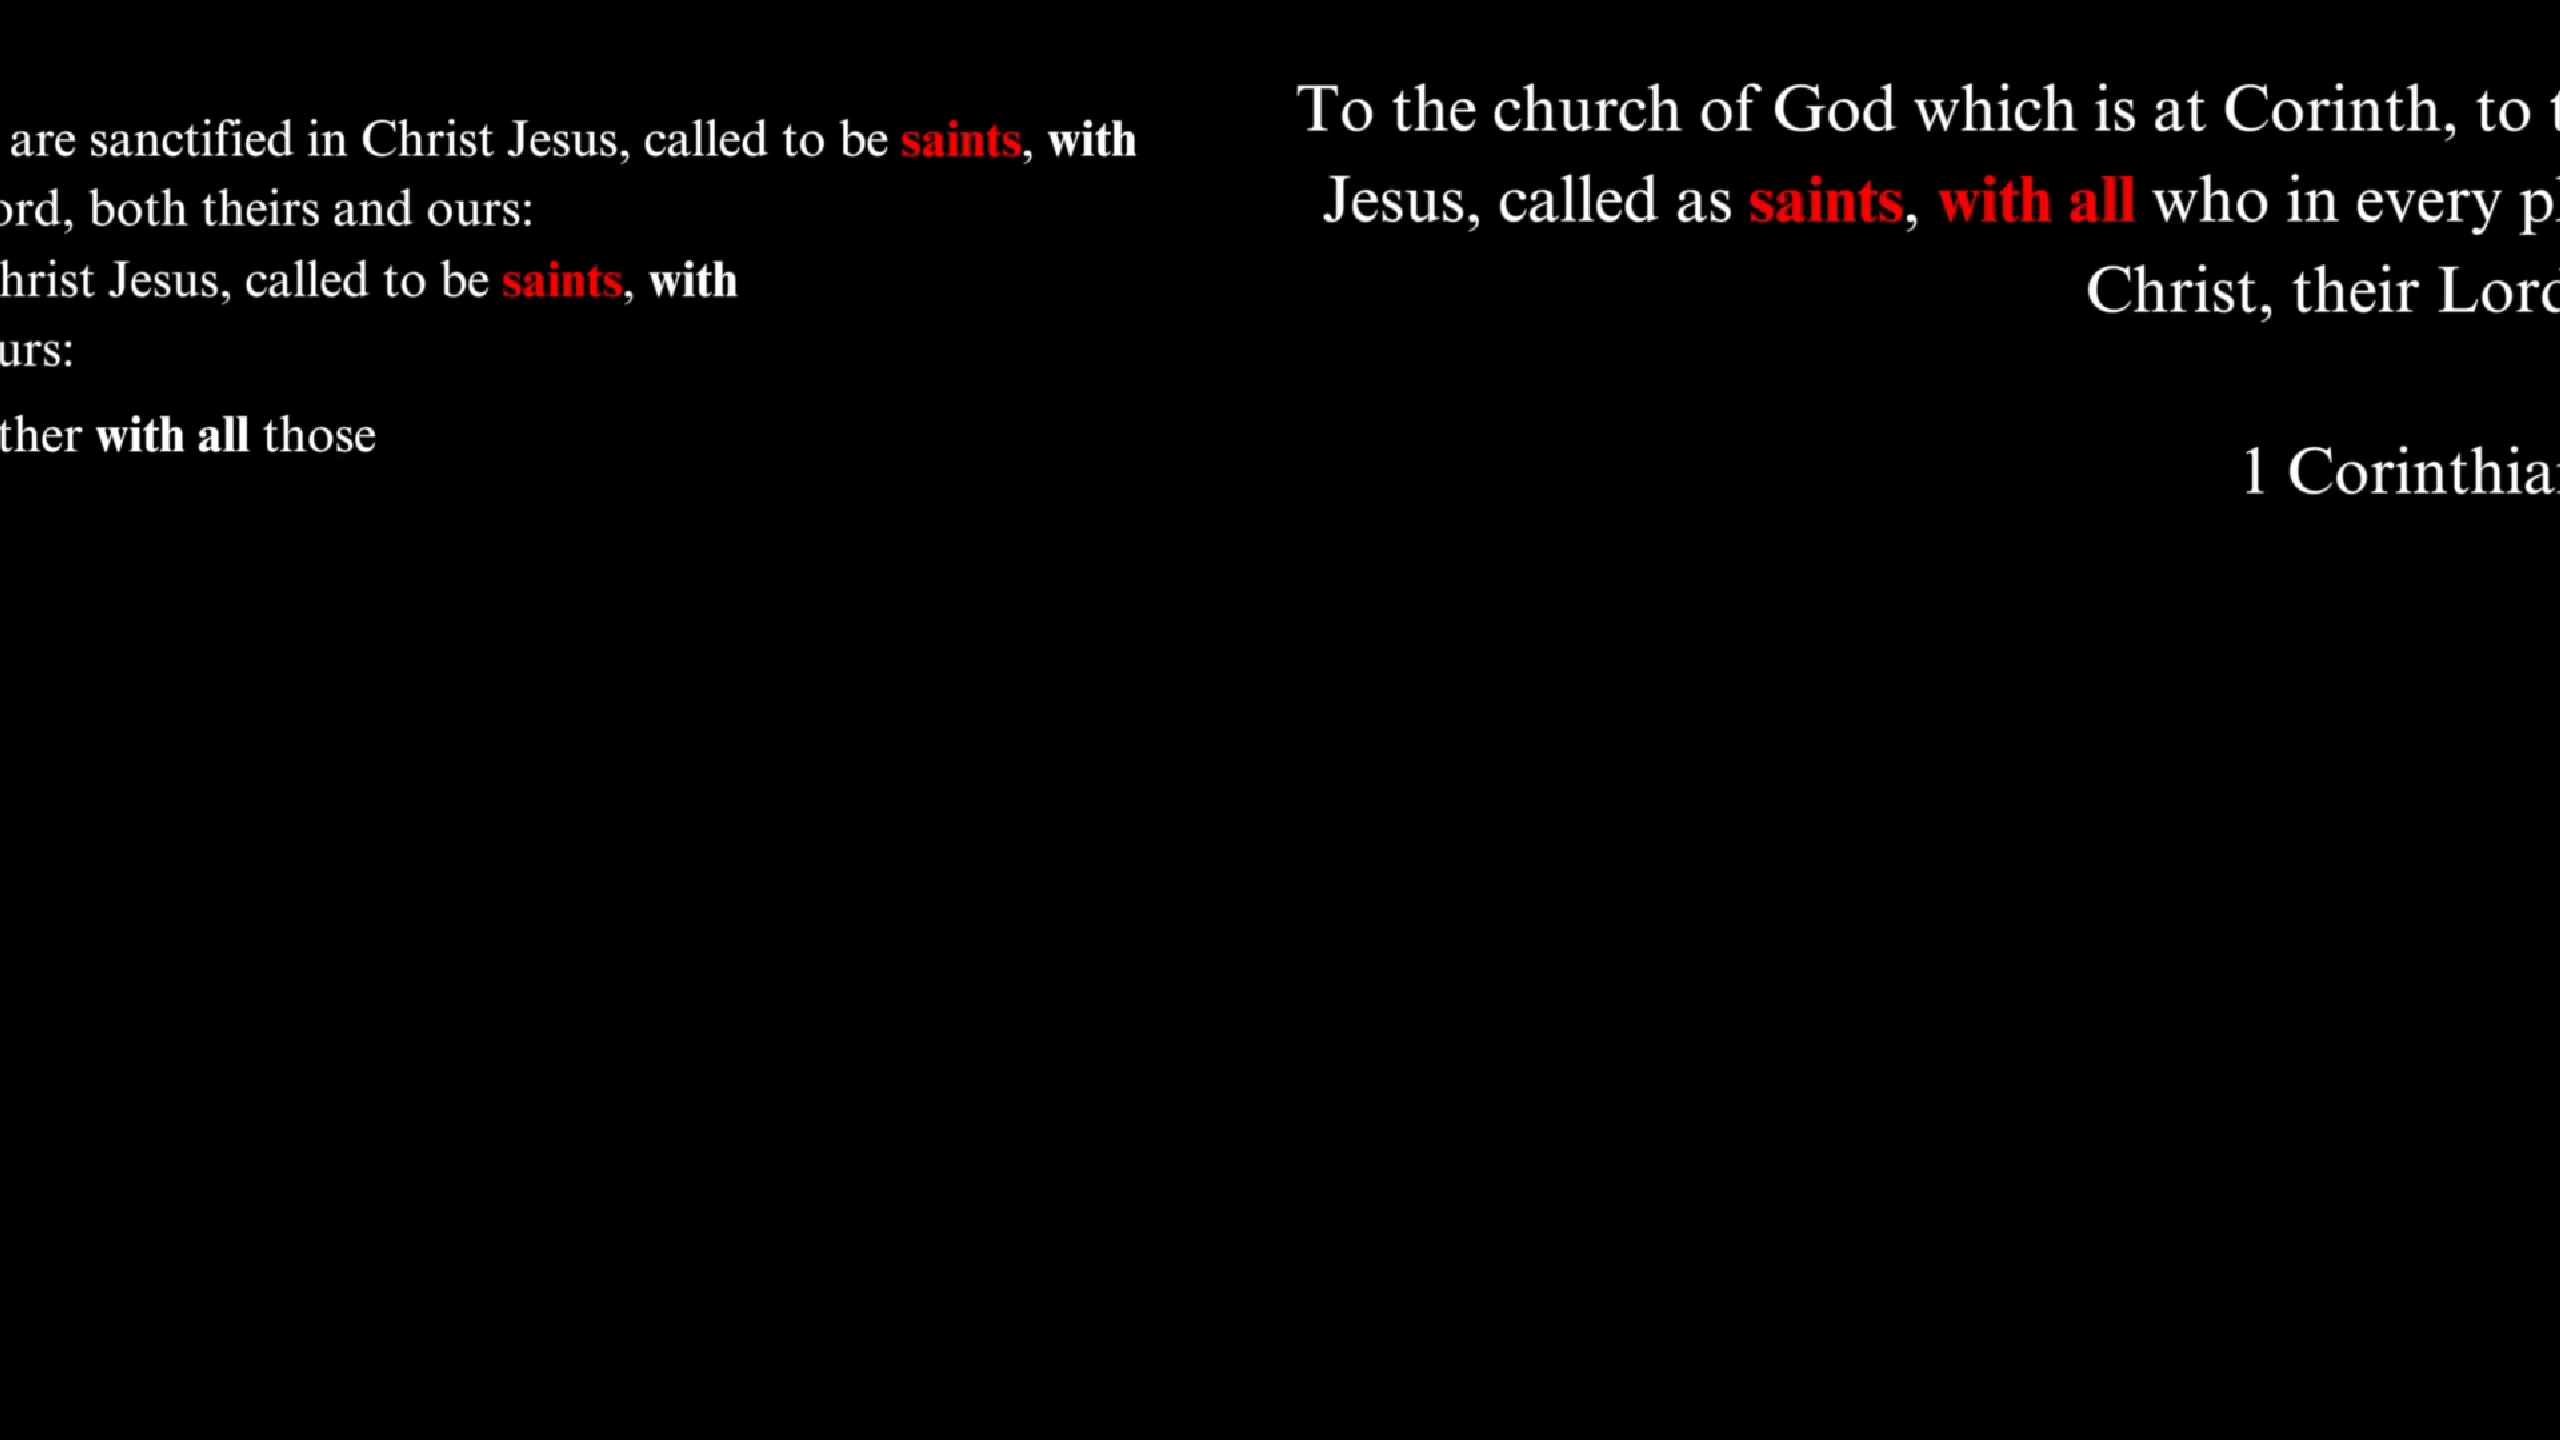 are sanctified in Christ Jesus, called to be saints, with
ord, both theirs and ours:
hrist Jesus, called to be saints, with
urs:
ther with all those
To the church of God which is at Corinth, to t
Jesus, called as saints, with all who in every pl
Christ, their Lord
1 Corinthian